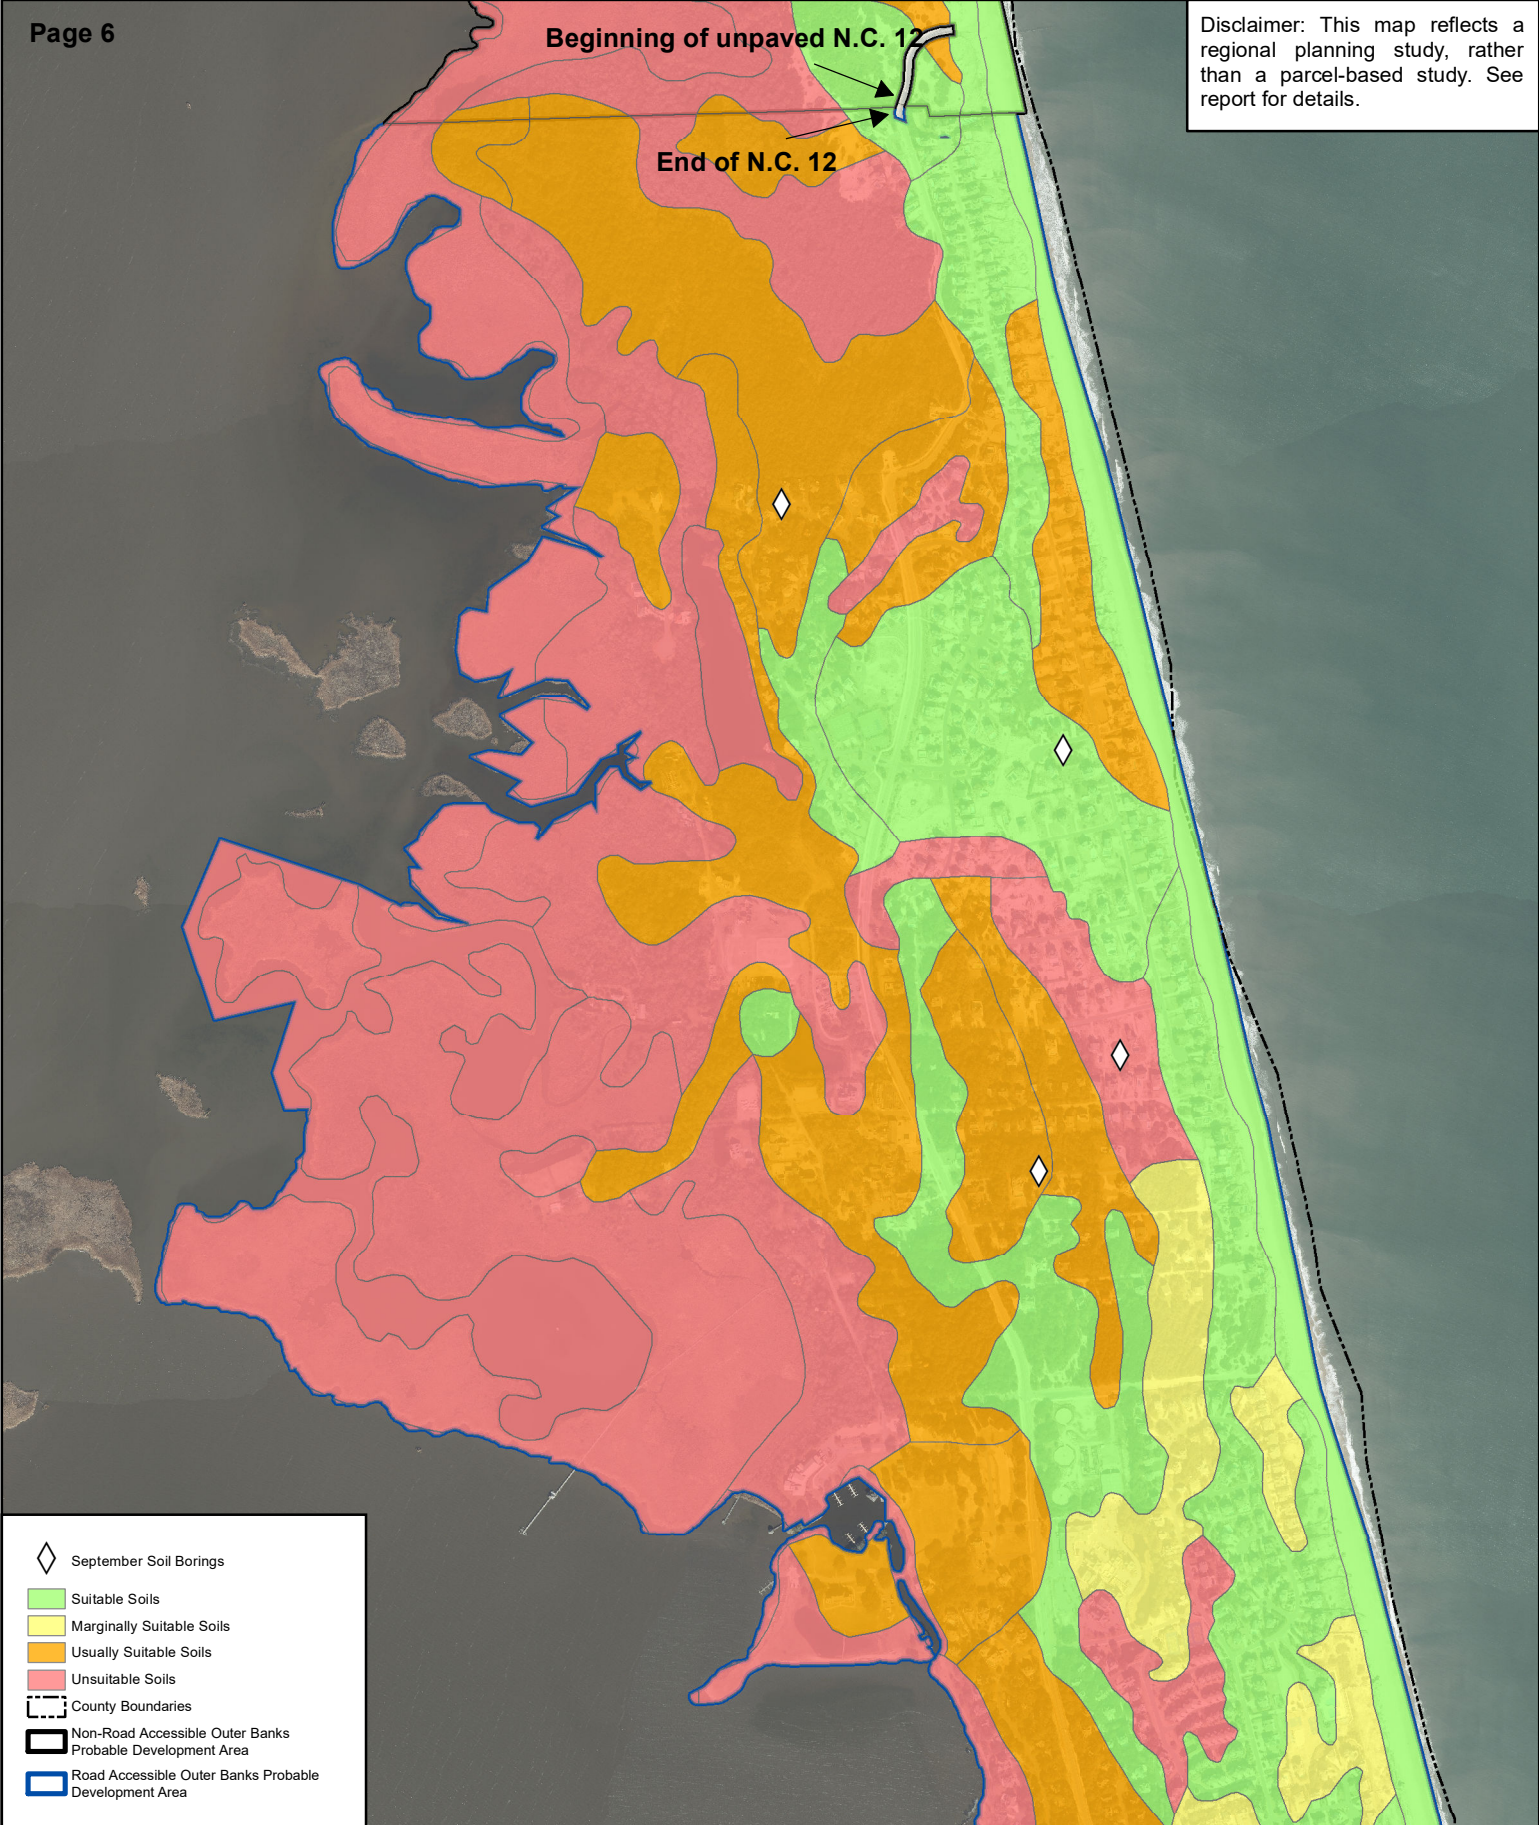 Page 6
Beginning of unpaved N.C. 12
End of N.C. 12
Disclaimer: This map reflects a
regional planning study, rather
than a parcel-based study. See
report for details.
September Soil Borings
Suitable Soils
Marginally Suitable Soils
Usually Suitable Soils
Unsuitable Soils
County Boundaries
Non-Road Accessible Outer Banks
Probable Development Area
Road Accessible Outer Banks Probable
Development Area